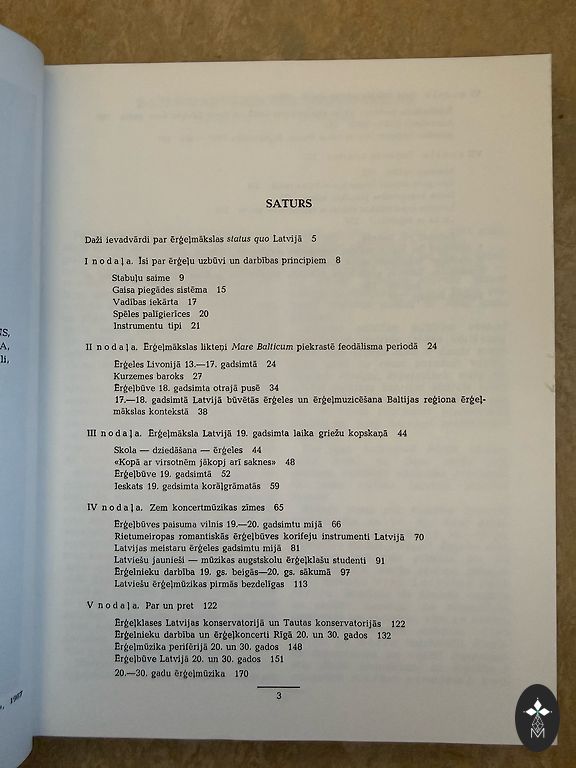 SATURS
Daži ievadvārdi par ērģeļmākslas status quo Latvijā 5
I nodaļa. Īsi par ērģeļu uzbūvi un darbības principiem 8
Stabuļu saime 9
Gaisa piegādes sistēma 15
Vadības iekārta 17
Spēles palīgierīces 20
Instrumentu tipi 21
II nodaļa. Ērģeļmākslas likteņi Mare Balticum piekrastē feodālisma periodā 24
Ērģeles Livonijā 13.—17. gadsimtā 24
Kurzemes baroks 27
Ērģeļbūve 18. gadsimta otrajā pusē 34
17.—18. gadsimtā Latvijā būvētās ērģeles un ērģeļmuzicēšana Baltijas reģiona ērģeļ-
mākslas kontekstā 38
III nodaļa. Ērģeļmāksla Latvijā 19. gadsimta laika griežu kopskaņā 44
Skola — dziedāšana — ērģeles 44
«Kopā ar virsotnēm jākopj arī saknes» 48
Ērģeļbūve 19. gadsimtā 52
Ieskats 19. gadsimta korāļgrāmatās 59
IV nodaļa. Zem koncertmūzikas zīmes 65
Ērģeļbūves paisuma vilnis 19.—20. gadsimtu mijā 66
Rietumeiropas romantiskās ērģeļbūves korifeju instrumenti Latvijā 70
Latvijas meistaru ērģeles gadsimtu mijā 81
Latviešu jaunieši — mūzikas augstskolu ērģeļklašu studenti 91
Ērģelnieku darbība 19. gs. beigās—20. gs. sākumā 97
Latviešu ērģeļmūzikas pirmās bezdelīgas 113
V nodaļa. Par un pret 122
Ērģeļklases Latvijas konservatorijā un Tautas konservatorijās 122
Ērģelnieku darbība un ērģeļkoncerti Rīgā 20. un 30. gados 132
Ērģeļmūzika perifērijā 20. un 30. gados 148
Ērģeļbūve Latvijā 20. un 30. gados 151
20.—30. gadu ērģeļmūzika 170
3